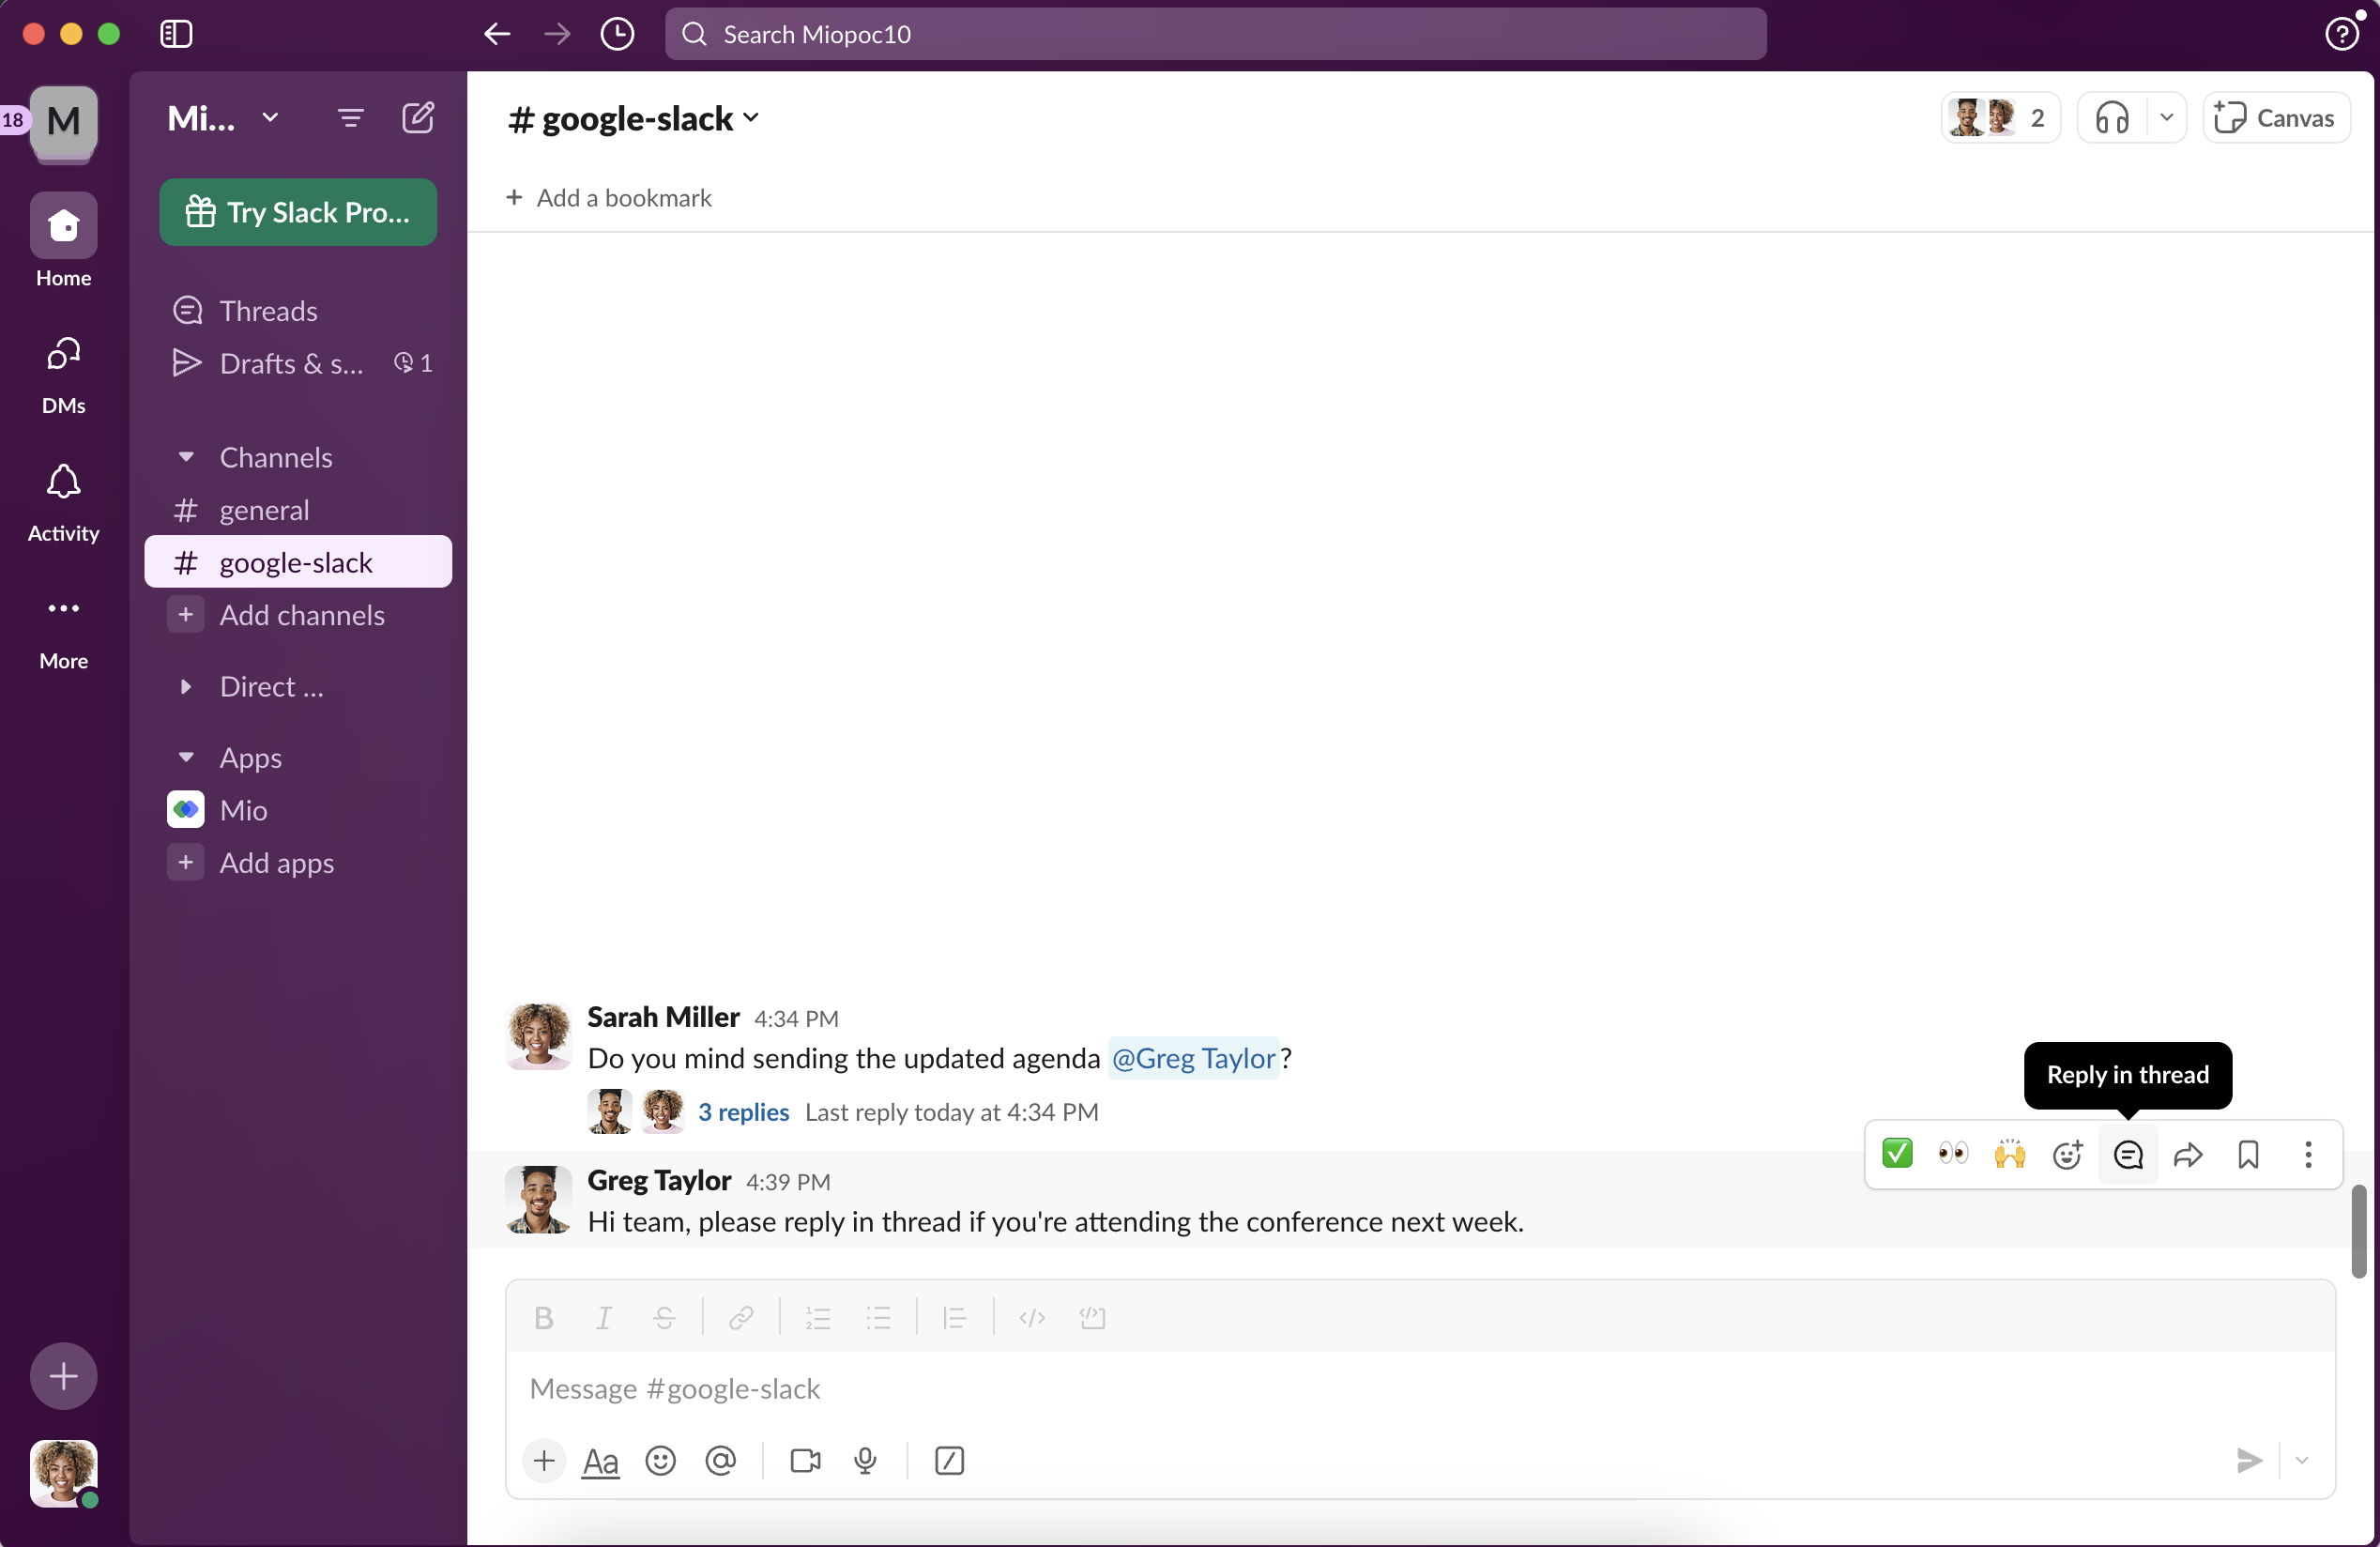 Search Miopoc10
18
M
Mi...
# google-slack
2
Canvas
Try Slack Pro...
+ Add a bookmark
Home
Threads
Drafts & s...
1
DMs
Channels
# general
Activity
# google-slack
+ Add channels
More
Direct ...
Apps
Mio
+ Add apps
Sarah Miller 4:34 PM
Do you mind sending the updated agenda @Greg Taylor?
3 replies Last reply today at 4:34 PM
Reply in thread
Greg Taylor 4:39 PM
Hi team, please reply in thread if you're attending the conference next week.
B I S
Message #google-slack
Aa @